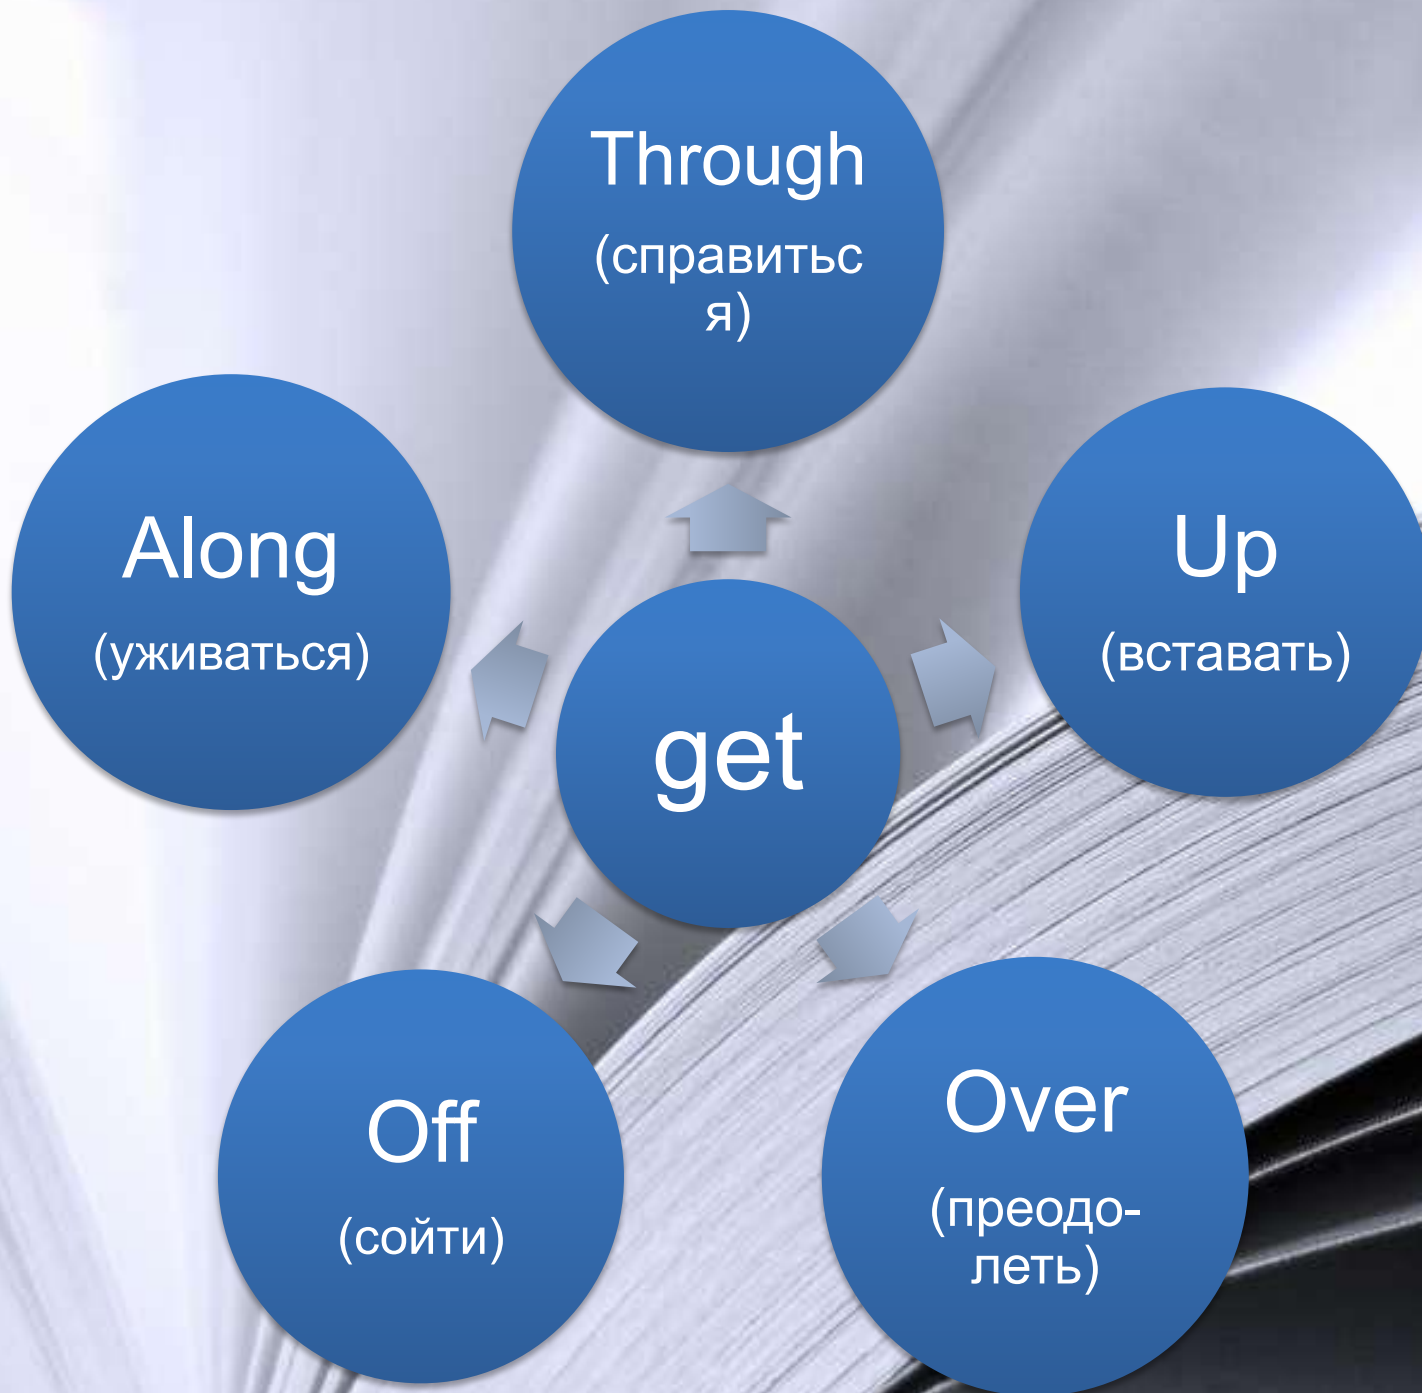 Through
(справитьс
я)
Along
(уживаться)
Up
(вставать)
get
Off
(сойти)
Over
(преодо-
леть)